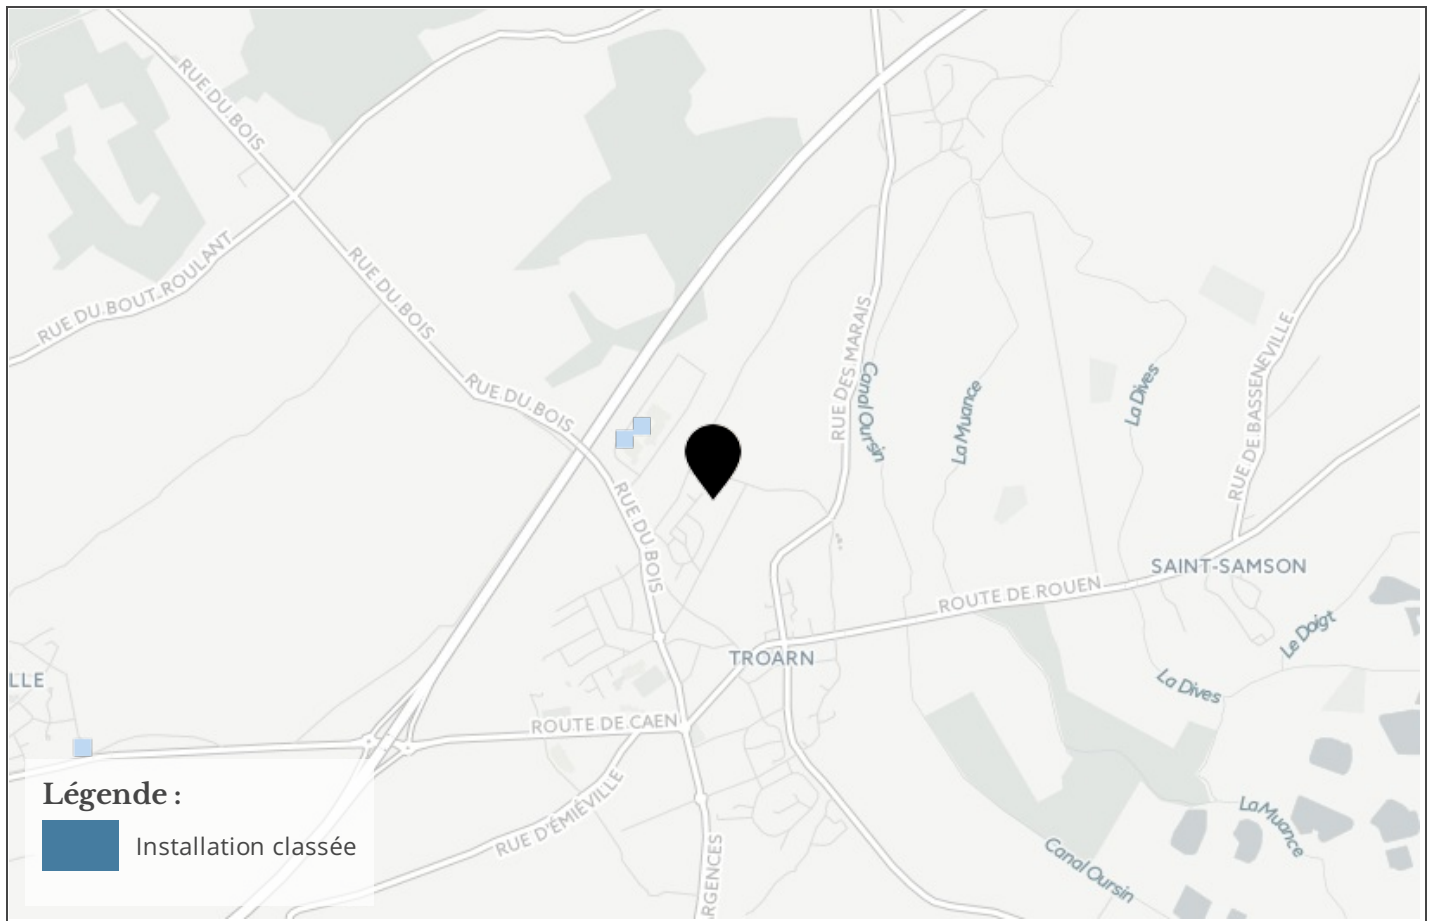 RUE DU BOIS
RUE DU BOUT-ROULANT
RUE DU BOIS
RUE DU BOIS
RUE DES MARAIS
Canal Oursin
La Muance
La Dives
RUE DE BASSENEVILLE
RUE DU BOIS
SAINT-SAMSON
ROUTE DE ROUEN
Le Doigt
TROARN
LLE
La Dives
ROUTE DE CAEN
Légende :
Installation classée
RUE D'ÉMIÉVILLE
La Muance
Canal Oursin
ARGENCES